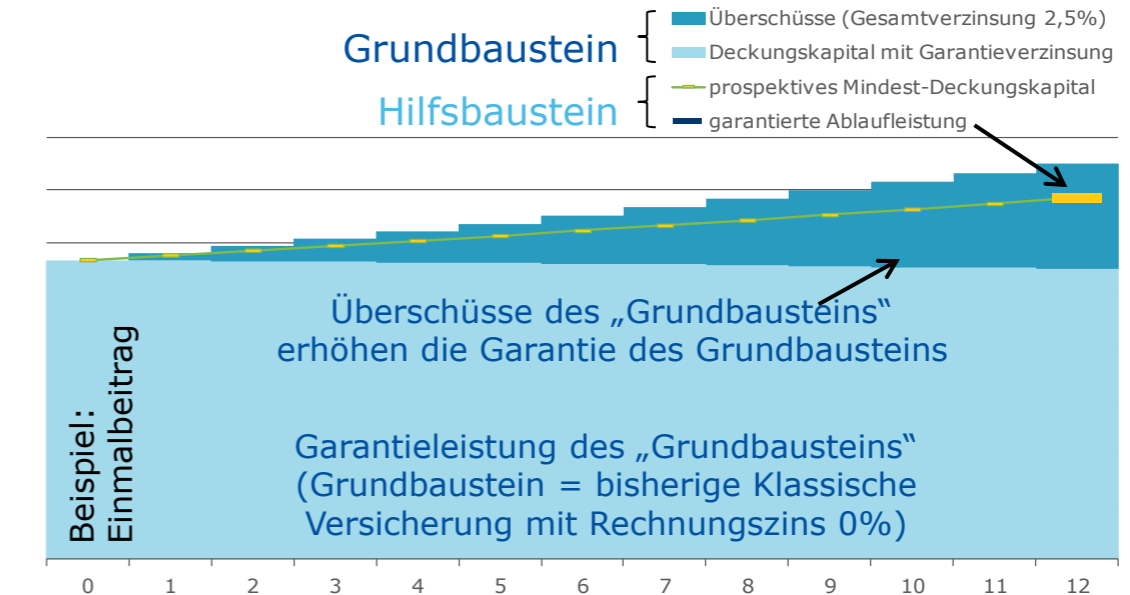 Grundbaustein
Überschüsse (Gesamtverzinsung 2,5%)
Deckungskapital mit Garantieverzinsung
Hilfsbaustein
prospektives Mindest-Deckungskapital
garantierte Ablaufleistung
Überschüsse des „Grundbausteins“
erhöhen die Garantie des Grundbausteins
Beispiel:
Einmalbeitrag
Garantieleistung des „Grundbausteins“
(Grundbaustein = bisherige Klassische
Versicherung mit Rechnungszins 0%)
0 1 2 3 4 5 6 7 8 9 10 11 12